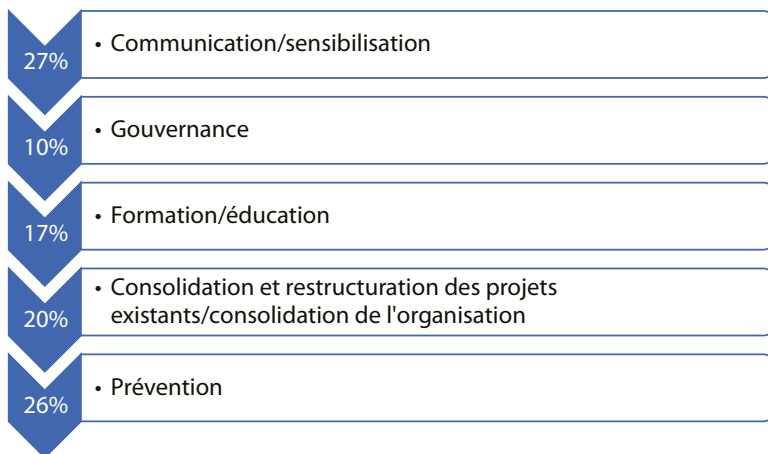 27%
• Communication/sensibilisation
10%
• Gouvernance
17%
• Formation/éducation
20%
• Consolidation et restructuration des projets
existants/consolidation de l'organisation
26%
• Prévention